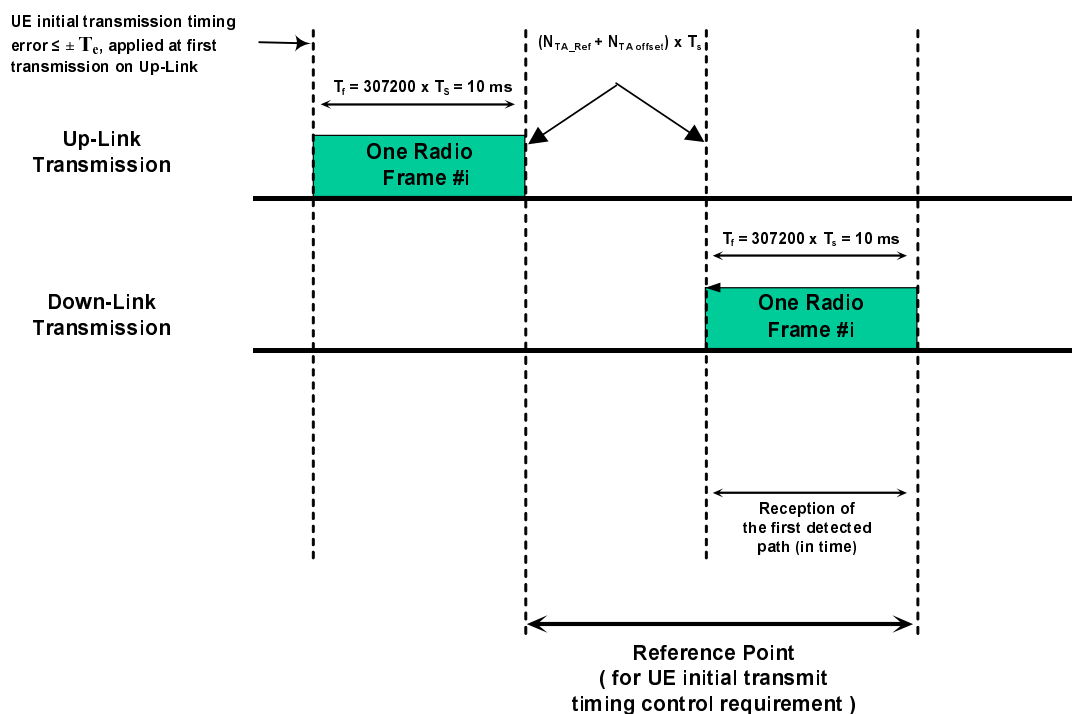 UE initial transmission timing
error ≤ ± Te, applied at first
transmission on Up-Link
(NTA_Ref + NTA offset) x Ts
Tf = 307200 x TS = 10 ms
Up-Link
Transmission
One Radio
Frame #i
Tf = 307200 x Ts = 10 ms
Down-Link
Transmission
One Radio
Frame #i
Reception of
the first detected
path (in time)
Reference Point
( for UE initial transmit
timing control requirement )